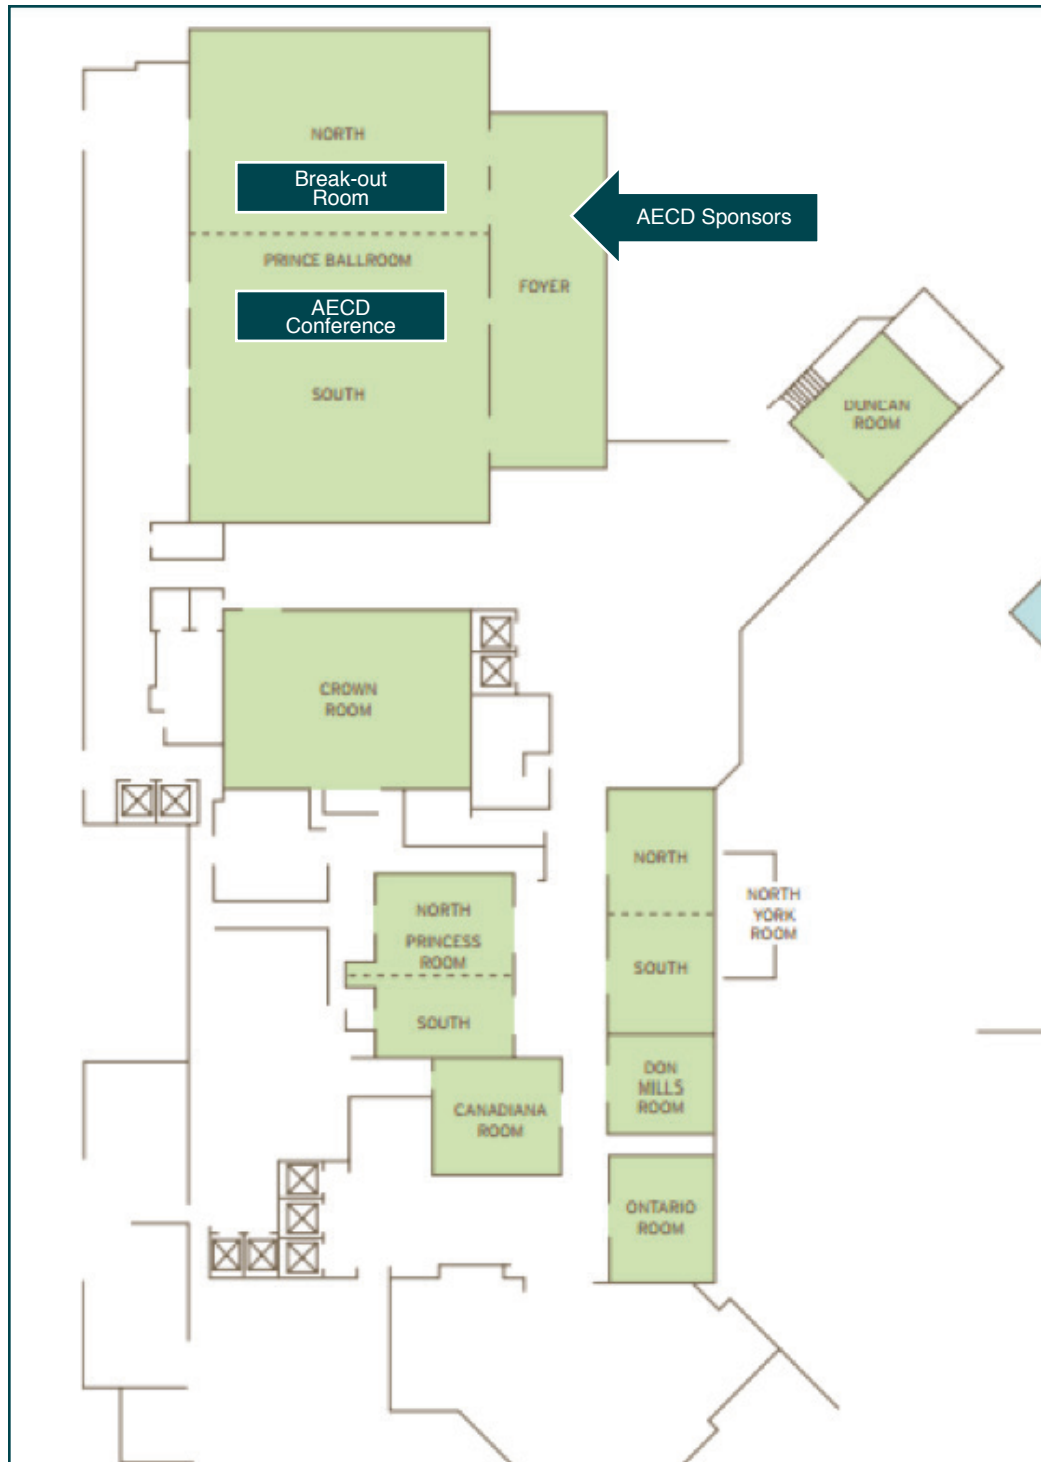 NORTH
Break-out
Room
PRINCE BALLROOM
AECD
Conference
SOUTH
FOYER
AECD Sponsors
DUNCAN
ROOM
CROWN
ROOM
NORTH
SOUTH
NORTH
YORK
ROOM
NORTH
PRINCESS
ROOM
SOUTH
DON
MILLS
ROOM
CANADIANA
ROOM
ONTARIO
ROOM